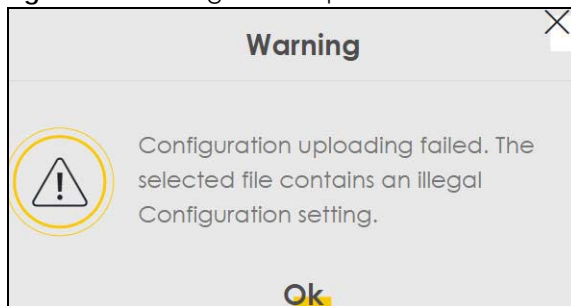 Warning
Configuration uploading failed. The
selected file contains an illegal
Configuration setting.
Ok